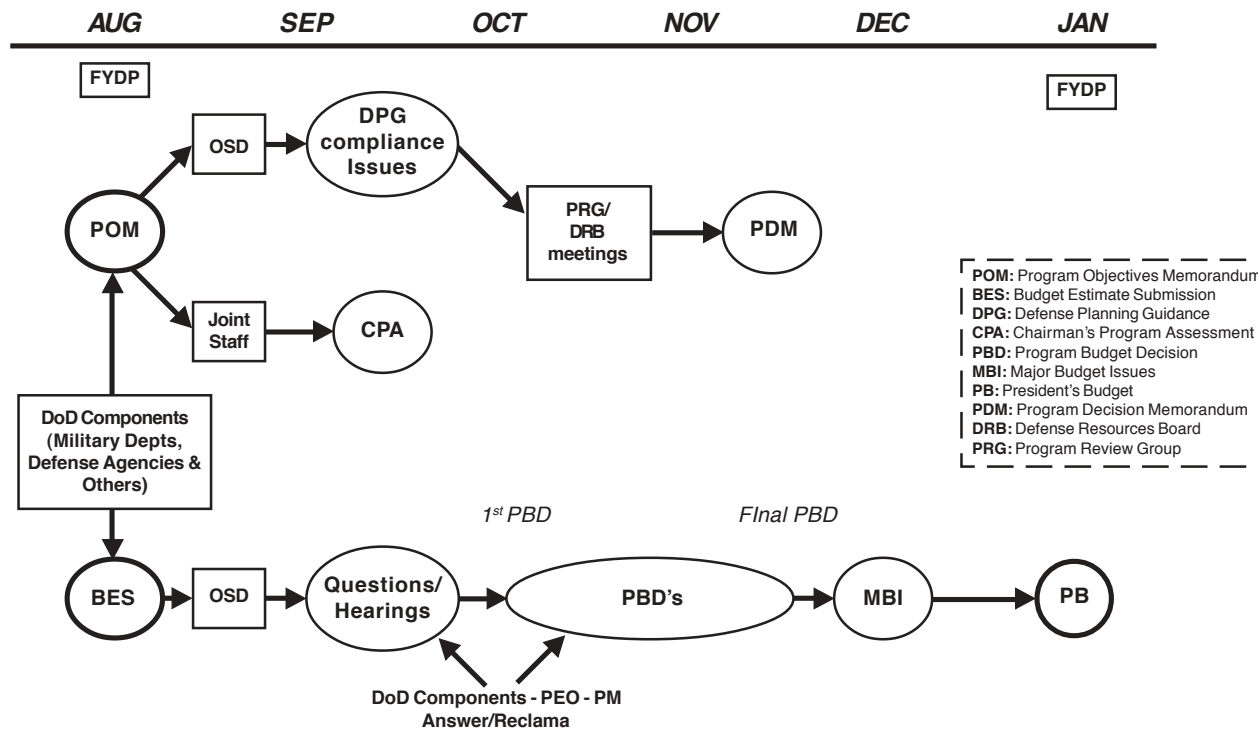 AUG SEP OCT NOV DEC JAN
FYDP
FYDP
OSD
DPG
compliance
Issues
POM
PRG/
DRB
meetings
PDM
Joint
Staff
CPA
POM: Program Objectives Memorandum
BES: Budget Estimate Submission
DPG: Defense Planning Guidance
CPA: Chairman's Program Assessment
PBD: Program Budget Decision
MBI: Major Budget Issues
PB: President's Budget
PDM: Program Decision Memorandum
DRB: Defense Resources Board
PRG: Program Review Group
DoD Components
(Military Depts,
Defense Agencies &
Others)
1st PBD
FInal PBD
BES
OSD
Questions/
Hearings
PBD's
MBI
PB
DoD Components - PEO - PM
Answer/Reclama